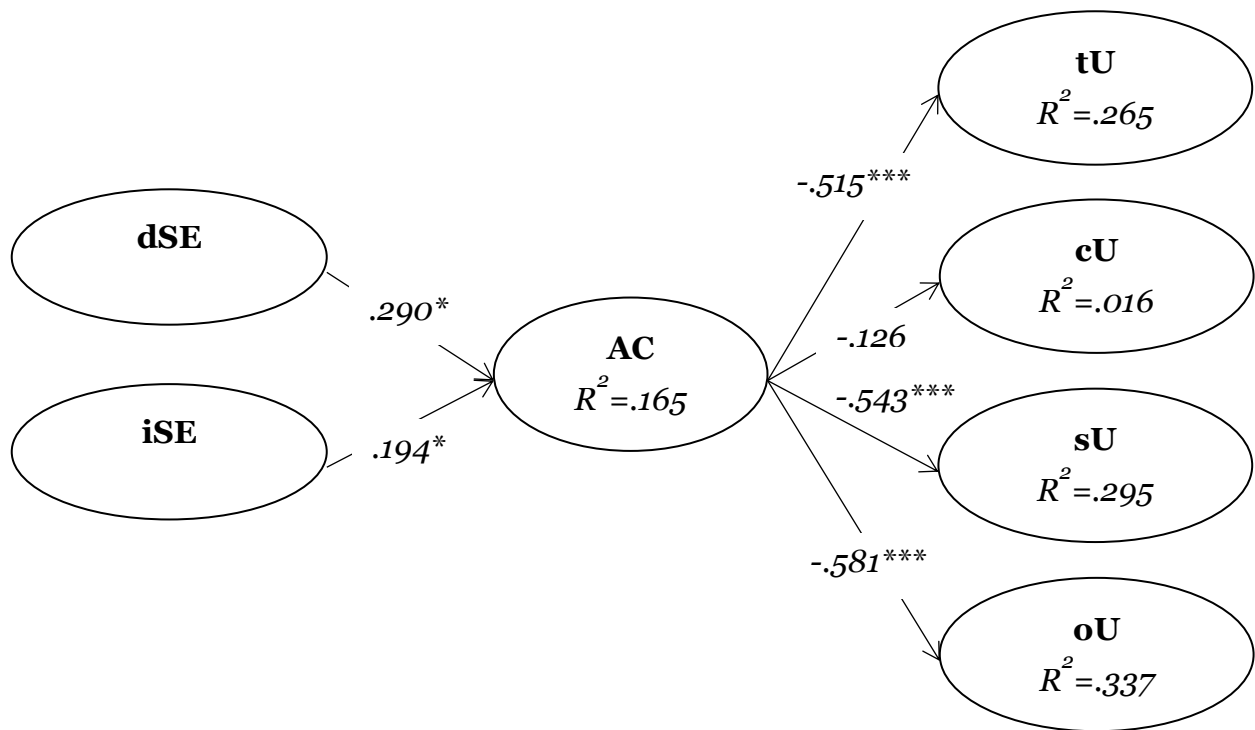 dSE
iSE
.290*
.194*
AC
R²=.165
-.515***
-.126
-.543***
-.581***
tU
R²=.265
cU
R²=.016
sU
R²=.295
oU
R²=.337